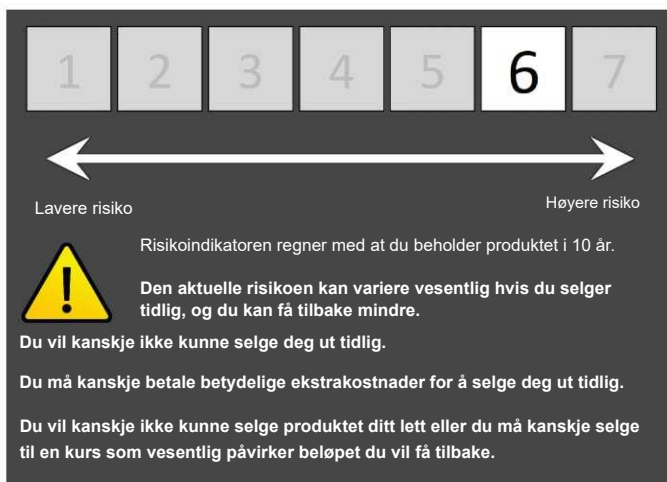 1 2 3 4 5 6 7
Lavere risiko
Høyere risiko
Risikoindikatoren regner med at du beholder produktet i 10 år.
Den aktuelle risikoen kan variere vesentlig hvis du selger
tidlig, og du kan få tilbake mindre.
Du vil kanskje ikke kunne selge deg ut tidlig.
Du må kanskje betale betydelige ekstrakostnader for å selge deg ut tidlig.
Du vil kanskje ikke kunne selge produktet ditt lett eller du må kanskje selge
til en kurs som vesentlig påvirker beløpet du vil få tilbake.